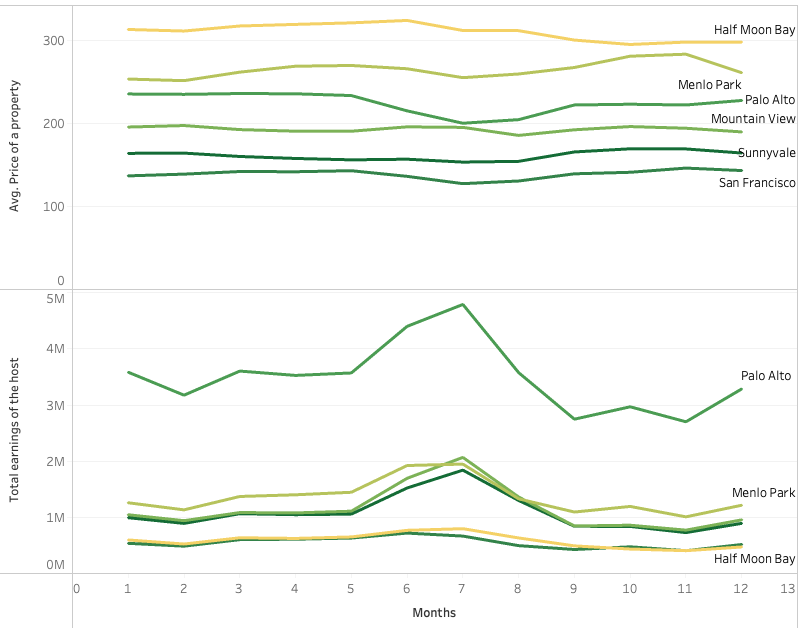 Half Moon Bay
300
Menlo Park
Palo Alto
200
Mountain View
Sunnyvale
San Francisco
100
0
Avg. Price of a property
5M
4M
Palo Alto
3M
2M
Menlo Park
1M
Half Moon Bay
0M
Total earnings of the host
0 1 2 3 4 5 6 7 8 9 10 11 12 13
Months